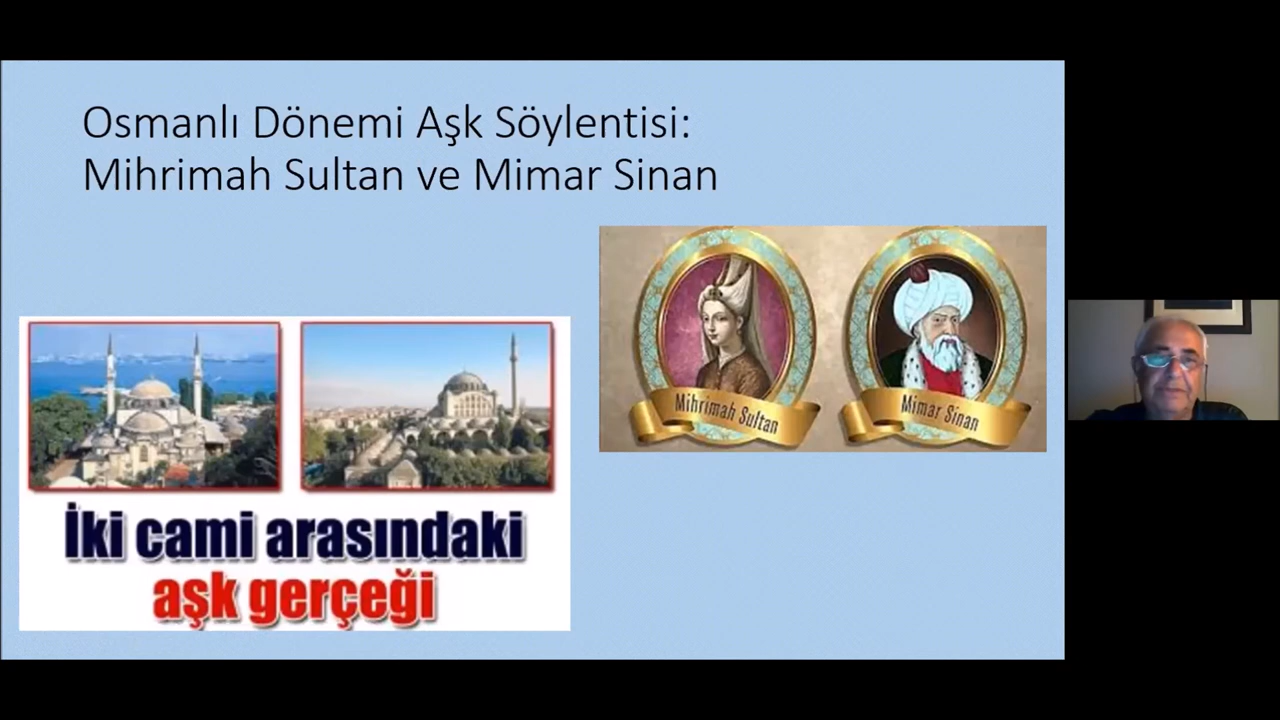 Osmanlı Dönemi Aşk Söylentisi:
Mihrimah Sultan ve Mimar Sinan
Mihrimah Sultan
Mimar Sinan
İki cami arasındaki
aşk gerçeği